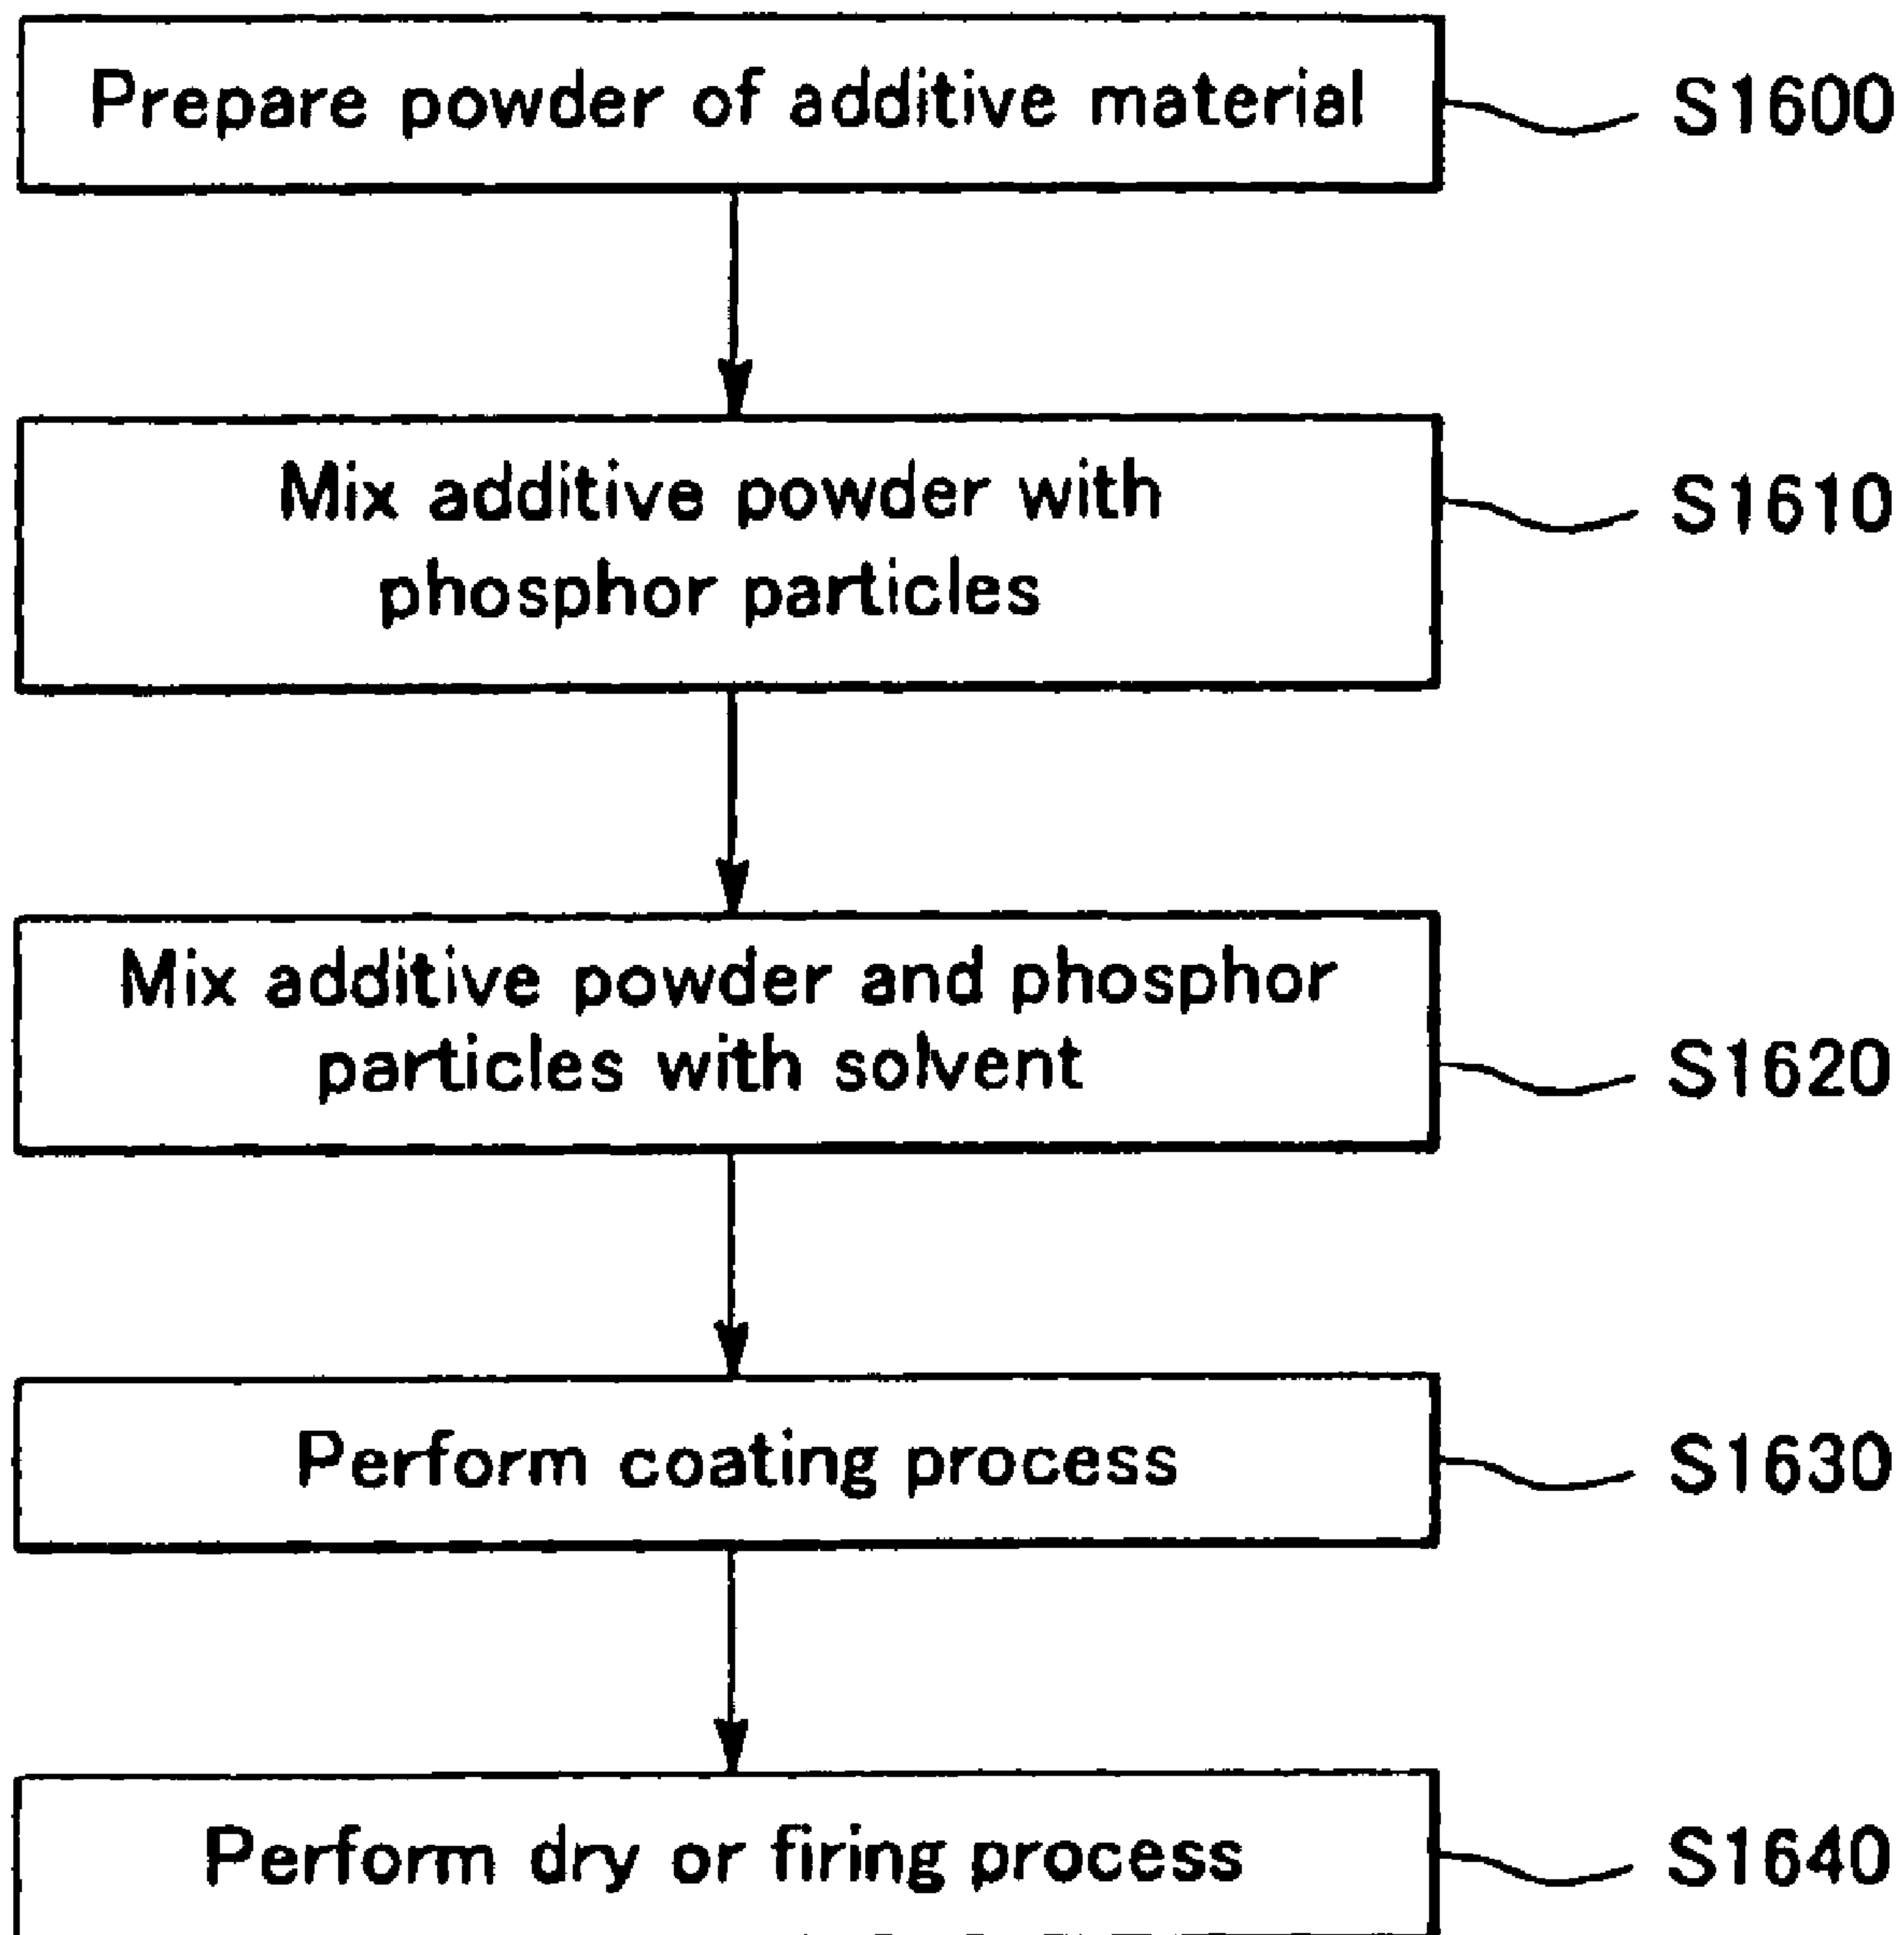 Prepare powder of additive material
S1600
Mix additive powder with
phosphor particles
S1610
Mix additive powder and phosphor
particles with solvent
S1620
Perform coating process
S1630
Perform dry or firing process
S1640